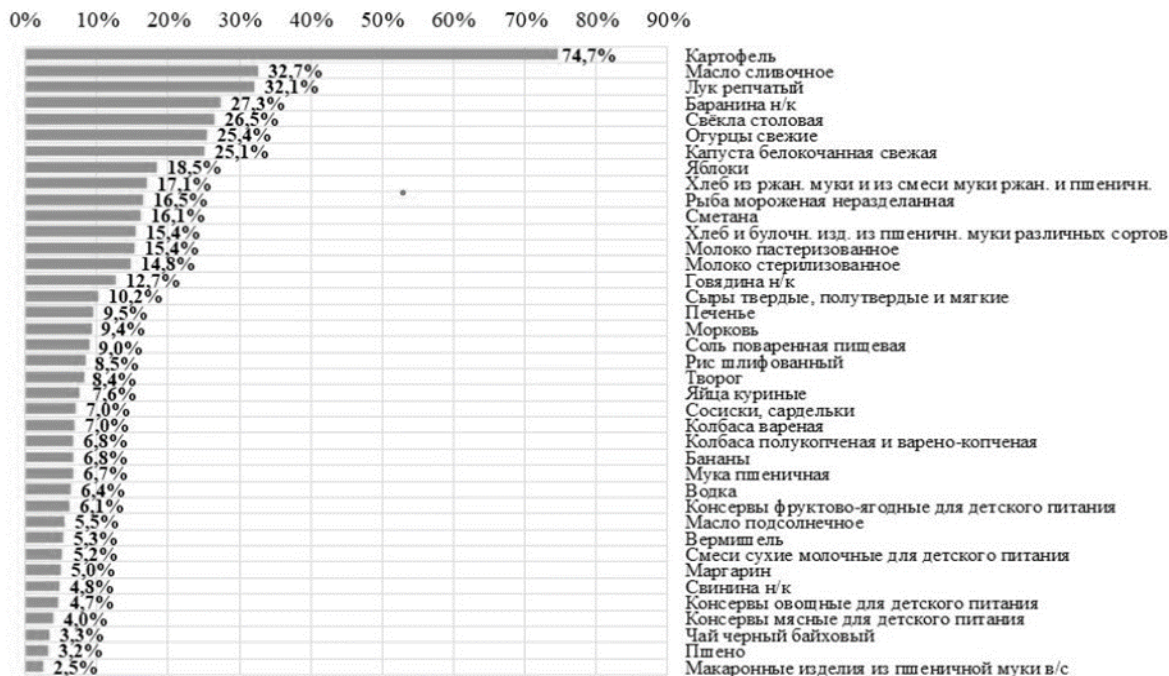 0% 10% 20% 30% 40% 50% 60% 70% 80% 90%
74,7% Картофель
32,7% Масло сливочное
32,1% Лук репчатый
27,3% Баранина н/к
26,5% Свёкла столовая
25,4% Огурцы свежие
25,1% Капуста белокочанная свежая
18,5% Яблоки
17,1% Хлеб из ржан. муки и из смеси муки ржан. и пшеничн.
16,5% Рыба мороженая неразделанная
16,1% Сметана
15,4% Хлеб и булочн. изд. из пшеничн. муки различных сортов
15,4% Молоко пастеризованное
14,8% Молоко стерилизованное
12,7% Говядина н/к
10,2% Сыры твердые, полутвердые и мягкие
9,5% Печенье
9,4% Морковь
9,0% Соль поваренная пищевая
8,5% Рис шлифованный
8,4% Творог
7,6% Яйца куриные
7,0% Сосиски, сардельки
7,0% Колбаса вареная
6,8% Колбаса полукопченая и варено-копченая
6,8% Бананы
6,7% Мука пшеничная
6,4% Водка
6,1% Консервы фруктово-ягодные для детского питания
5,5% Масло подсолнечное
5,3% Вермишель
5,2% Смеси сухие молочные для детского питания
5,0% Маргарин
4,8% Свинина н/к
4,7% Консервы овощные для детского питания
4,0% Консервы мясные для детского питания
3,3% Чай черный байховый
3,2% Пшено
2,5% Макаронные изделия из пшеничной муки в/с